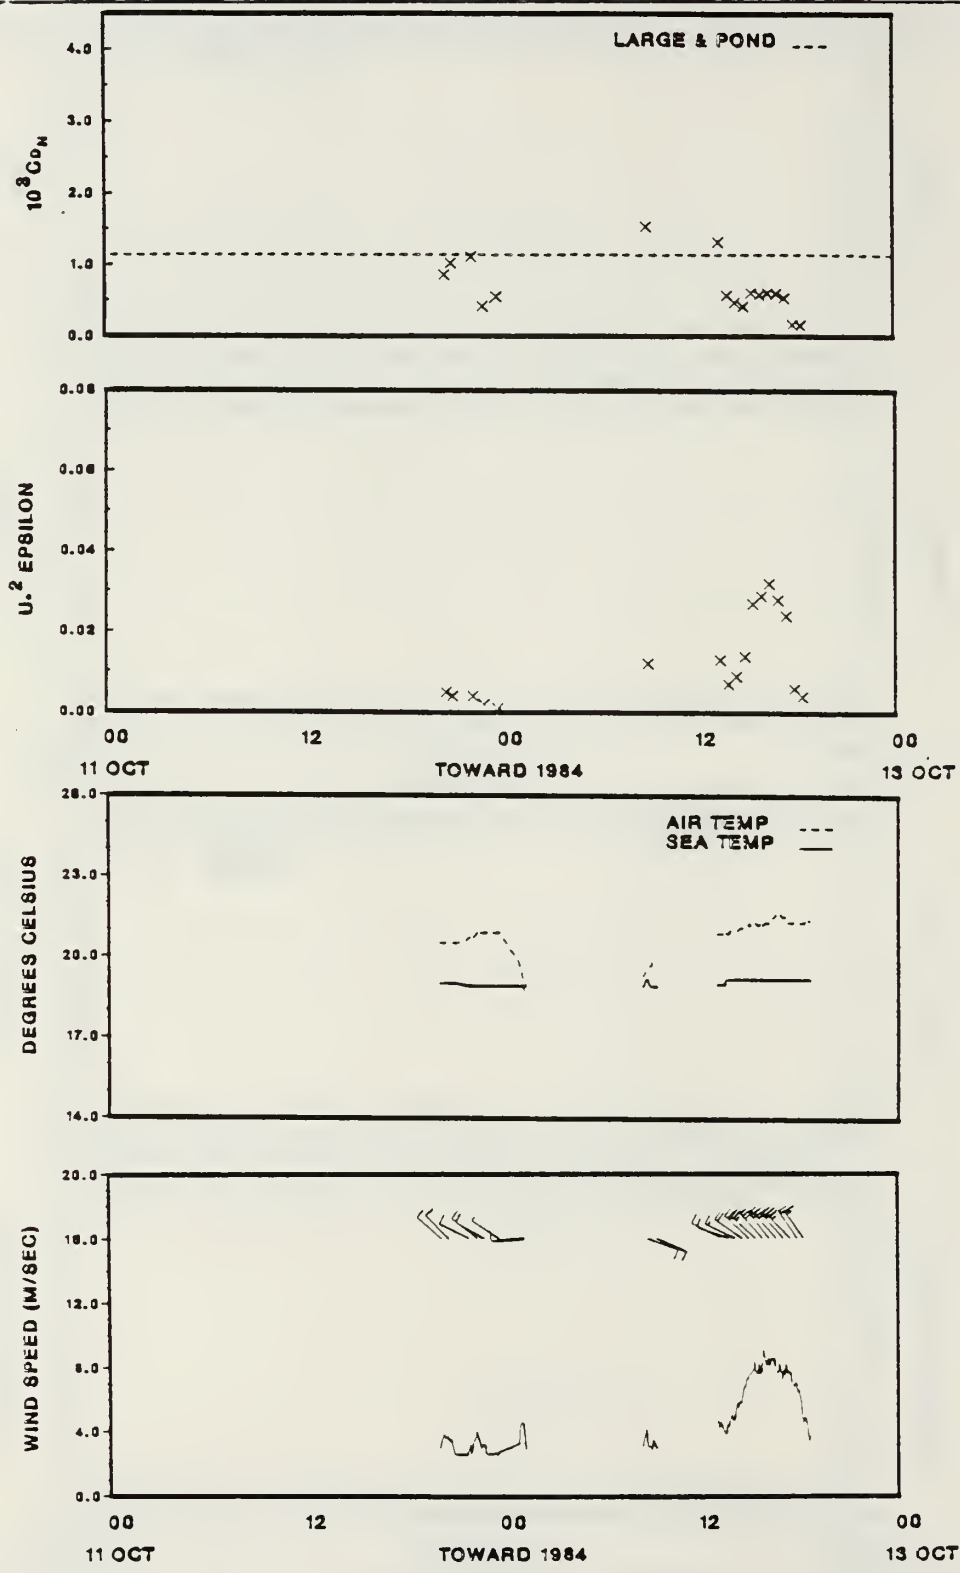 LARGE & POND
10³CDN
4.0
3.0
2.0
1.0
0.0
U*² EPSILON
0.08
0.06
0.04
0.02
0.00
00 12 00 12 00
11 OCT TOWARD 1984 13 OCT
AIR TEMP
SEA TEMP
DEGREES CELSIUS
26.0
23.0
20.0
17.0
14.0
WIND SPEED (M/SEC)
20.0
16.0
12.0
8.0
4.0
0.0
00 12 00 12 00
11 OCT TOWARD 1984 13 OCT